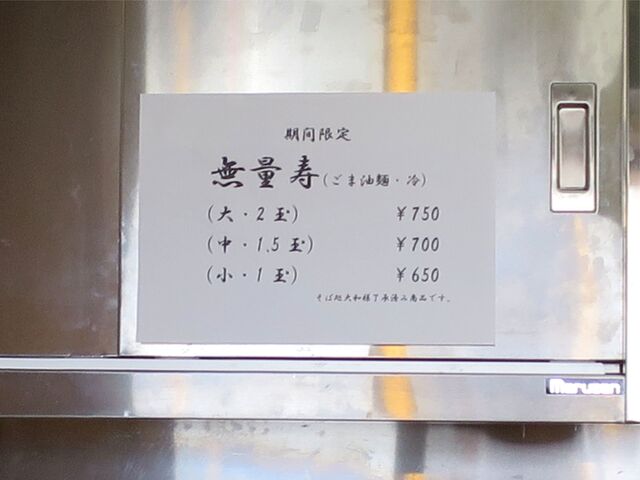 期間限定
無量寿(ごま油麺・冷)
(大・2玉) ¥750
(中・1.5玉) ¥700
(小・1玉) ¥650
そば処大和様了承済み商品です。
Marusen